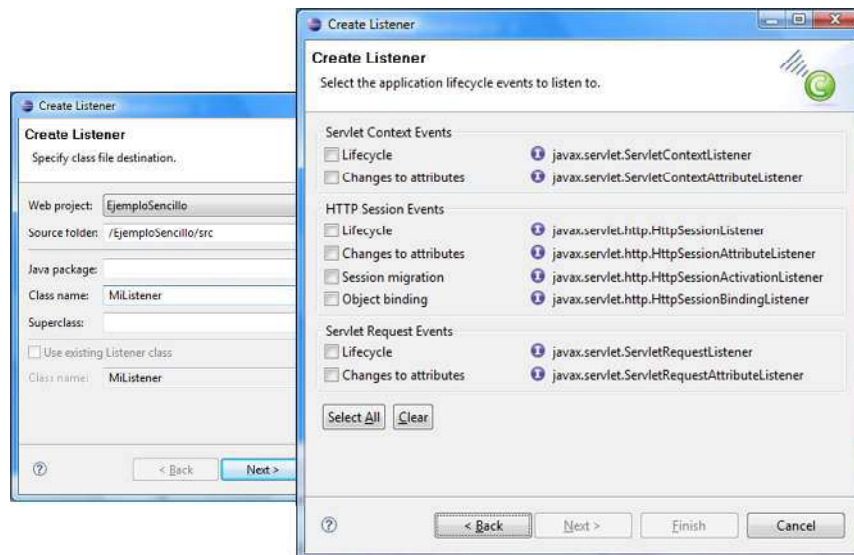 Create Listener
Create Listener
Specify class file destination.
Web project: EjemploSencillo
Source folder: /EjemploSencillo/src
Java package:
Class name: MiListener
Superclass:
Use existing Listener class
Class name: MiListener
< Back Next >
Create Listener
Create Listener
Select the application lifecycle events to listen to.
Servlet Context Events
Lifecycle javax.servlet.ServletContextListener
Changes to attributes javax.servlet.ServletContextAttributeListener
HTTP Session Events
Lifecycle javax.servlet.http.HttpSessionListener
Changes to attributes javax.servlet.http.HttpSessionAttributeListener
Session migration javax.servlet.http.HttpSessionActivationListener
Object binding javax.servlet.http.HttpSessionBindingListener
Servlet Request Events
Lifecycle javax.servlet.ServletRequestListener
Changes to attributes javax.servlet.ServletRequestAttributeListener
Select All Clear
< Back Next > Finish Cancel